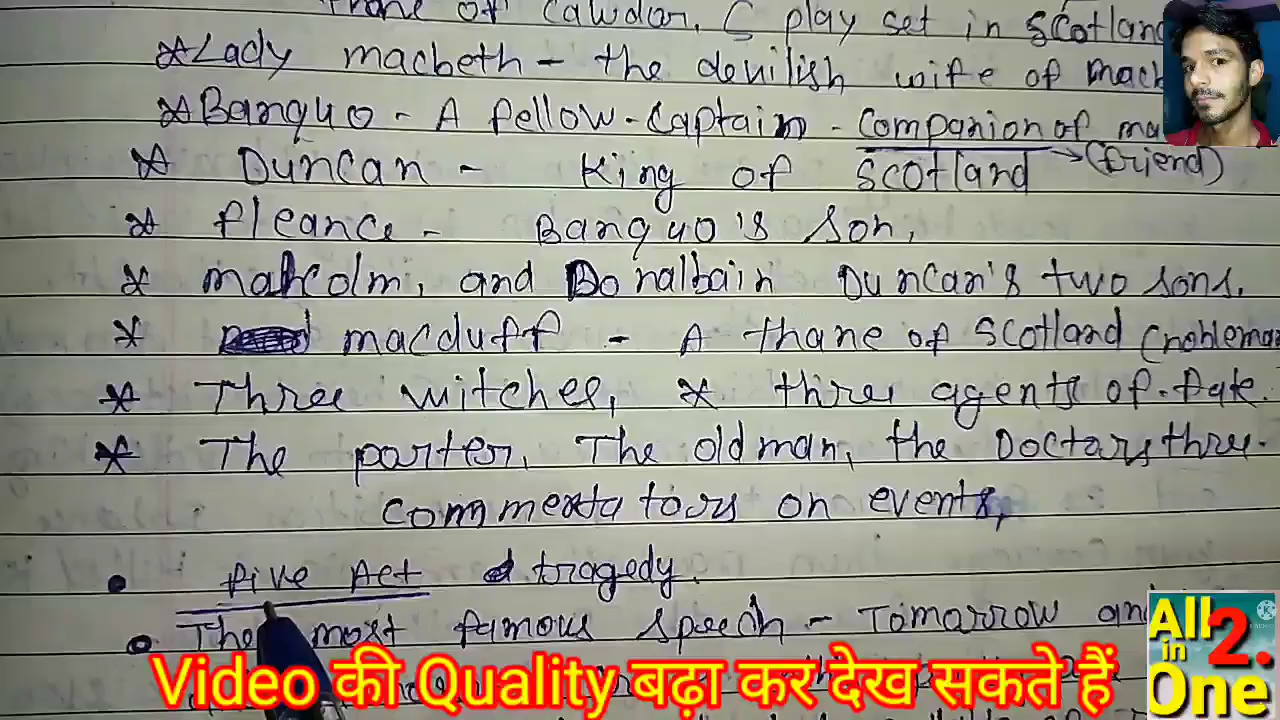 Thane of Cawdor, play set in Scotland
* Lady macbeth - the devilish wife of macb
* Banquo - A fellow-Captain - Companion of ma
→ (friend)
* Duncan - King of Scotland
* fleance - Banquo's son,
* malcolm, and Donalbain Duncan's two sons.
* macduff - A thane of Scotland (nobleman
* Three witches, * three agents of fate.
* The porter, The old man, the Doctors three
Commentators on events,
• five Act tragedy.
• The most famous speech - Tomarrow and
Video की Quality बढ़ा कर देख सकते हैं
All 2.
in
One